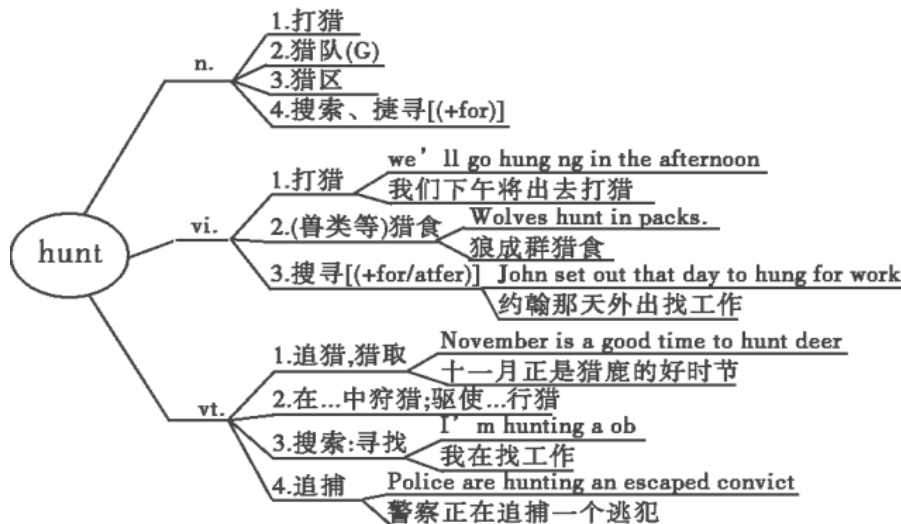 hunt
n.
1.打猎
2.猎队(G)
3.猎区
4.搜索、捷寻[(+for)]
vi.
1.打猎
we'll go hung ng in the afternoon
我们下午将出去打猎
2.(兽类等)猎食
Wolves hunt in packs.
狼成群猎食
3.搜寻[(+for/atfer)]
John set out that day to hung for work
约翰那天外出找工作
vt.
1.追猎,猎取
November is a good time to hunt deer
十一月正是猎鹿的好时节
2.在...中狩猎;驱使...行猎
3.搜索:寻找
I'm hunting a ob
我在找工作
4.追捕
Police are hunting an escaped convict
警察正在追捕一个逃犯